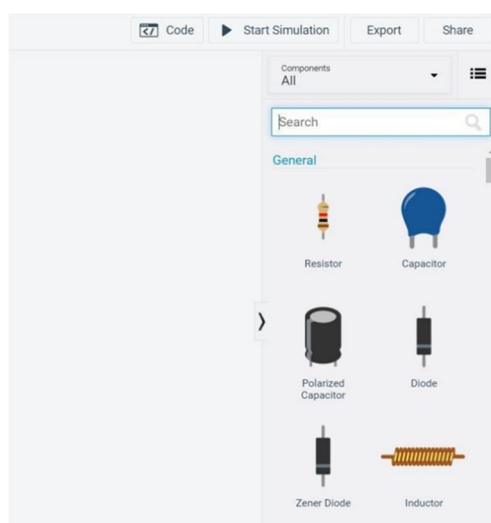 Code
Start Simulation
Export
Share
Components
All
Search
General
Resistor
Capacitor
Polarized
Capacitor
Diode
Zener Diode
Inductor